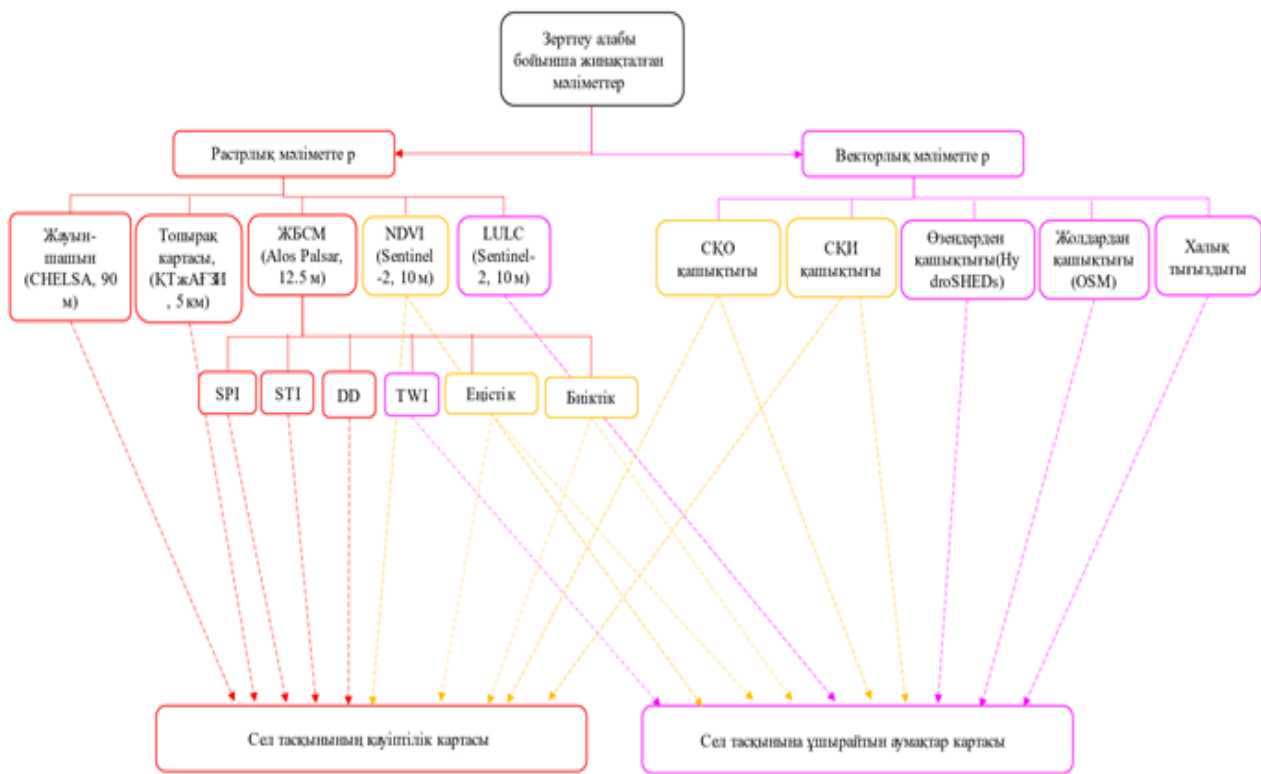 Зерттеу алабы
бойынша жинақталған
мәліметтер
Растрлық мәліметте р
Векторлық мәліметте р
Жауын-
шашын
(CHELSA, 90
м)
Топырақ
картасы,
(ҚТжАҒЗИ
, 5 км)
ЖБСМ
(Alos Palsar,
12.5 м)
NDVI
(Sentinel
-2, 10 м)
LULC
(Sentinel-
2, 10 м)
СҚО
қашықтығы
СҚИ
қашықтығы
Өзендерден
қашықтығы(Hy
droSHEDs)
Жолдардан
қашықтығы
(OSM)
Халық
тығыздығы
SPI
STI
DD
TWI
Еңістік
Биіктік
Сел тасқынының қауіптілік картасы
Сел тасқынына ұшырайтын аумақтар картасы